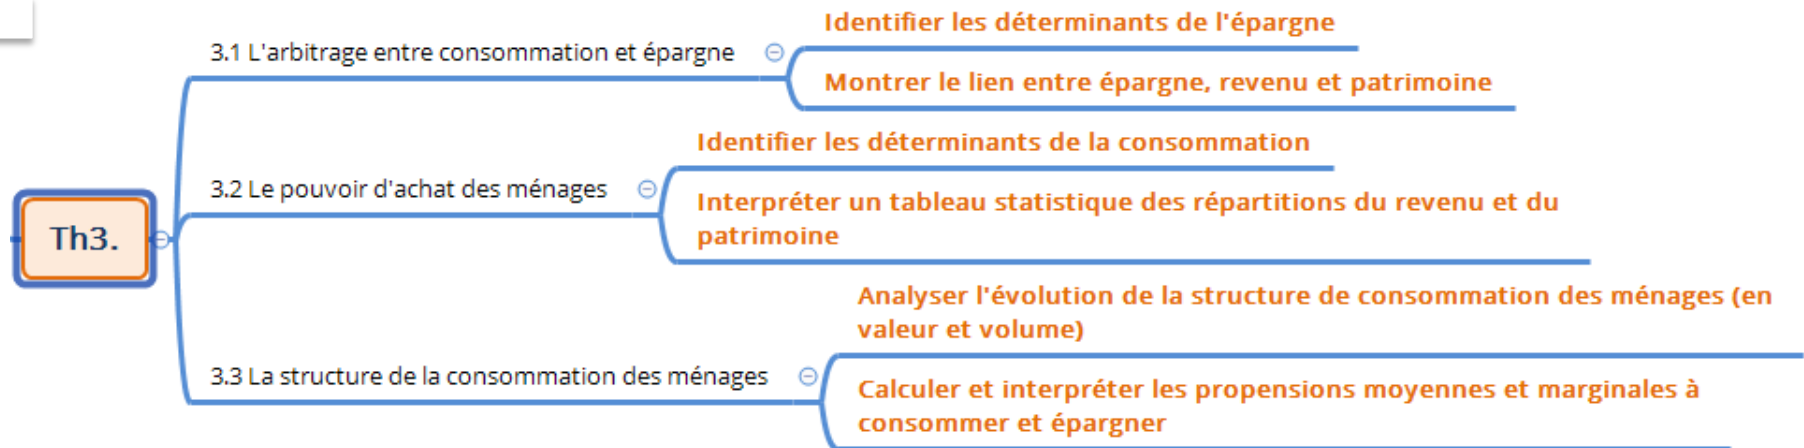 Th3.
3.1 L'arbitrage entre consommation et épargne
Identifier les déterminants de l'épargne
Montrer le lien entre épargne, revenu et patrimoine
3.2 Le pouvoir d'achat des ménages
Identifier les déterminants de la consommation
Interpréter un tableau statistique des répartitions du revenu et du
patrimoine
3.3 La structure de la consommation des ménages
Analyser l'évolution de la structure de consommation des ménages (en
valeur et volume)
Calculer et interpréter les propensions moyennes et marginales à
consommer et épargner